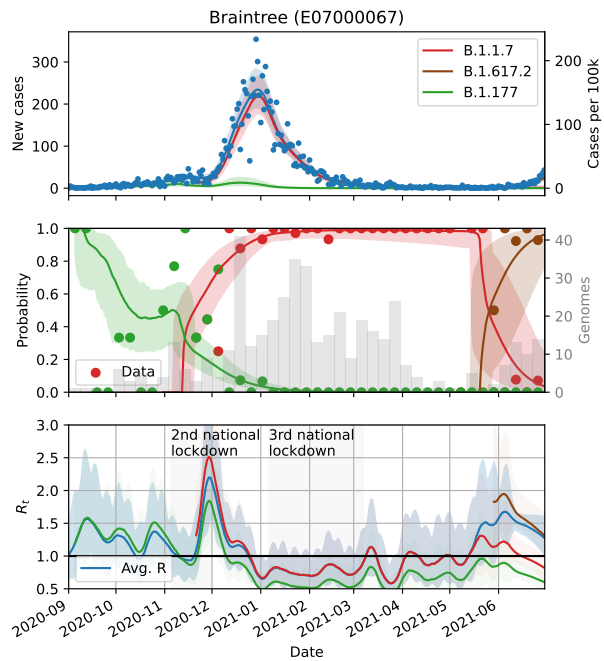 Braintree (E07000067)
New cases
300
200
100
0
B.1.1.7
B.1.617.2
B.1.177
200
100
0
Cases per 100k
Probability
1.0
0.8
0.6
0.4
0.2
0.0
Data
40
30
20
10
0
Genomes
R_t
3.0
2.5
2.0
1.5
1.0
0.5
2nd national
lockdown
3rd national
lockdown
Avg. R
2020-09
2020-10
2020-11
2020-12
2021-01
2021-02
2021-03
2021-04
2021-05
2021-06
Date